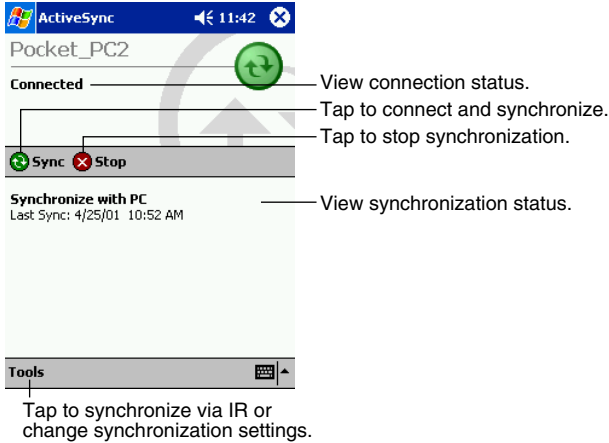 ActiveSync 11:42
Pocket_PC2
Connected
View connection status.
Tap to connect and synchronize.
Tap to stop synchronization.
Sync Stop
Synchronize with PC
Last Sync: 4/25/01 10:52 AM
View synchronization status.
Tools
Tap to synchronize via IR or
change synchronization settings.